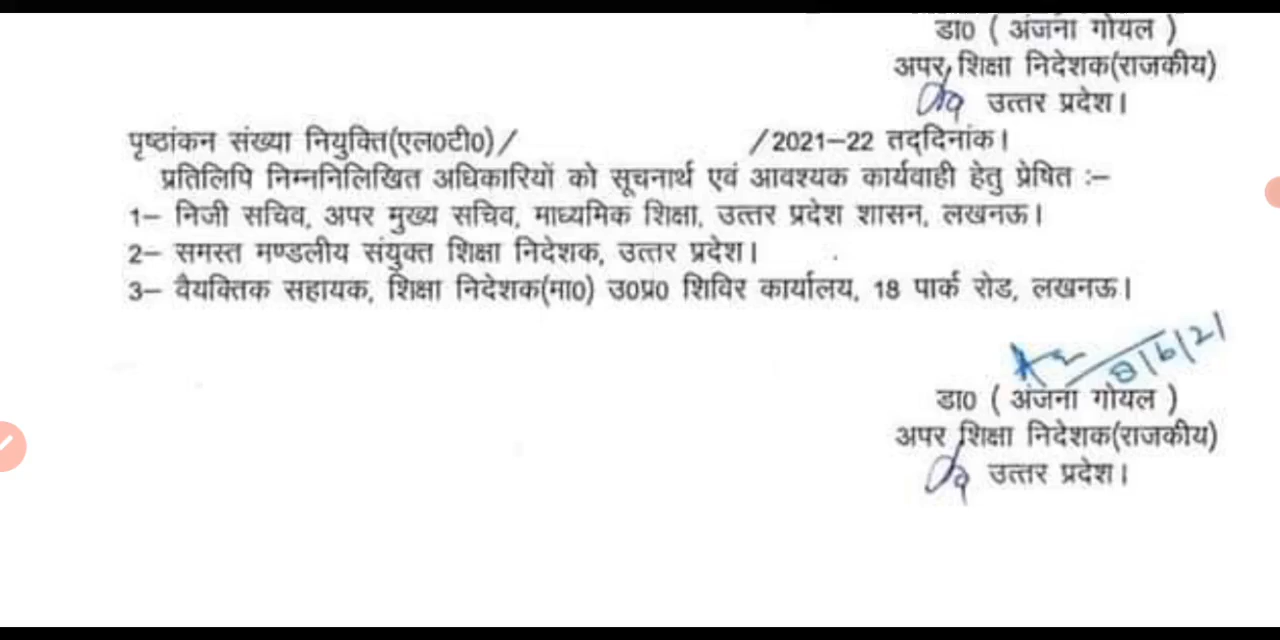 डा0 ( अंजना गोयल )
अपर शिक्षा निदेशक(राजकीय)
उत्तर प्रदेश।
पृष्ठांकन संख्या नियुक्ति(एल0टी0)/ /2021–22 तद्दिनांक।
प्रतिलिपि निम्ननिलिखित अधिकारियों को सूचनार्थ एवं आवश्यक कार्यवाही हेतु प्रेषित :–
1– निजी सचिव, अपर मुख्य सचिव, माध्यमिक शिक्षा, उत्तर प्रदेश शासन, लखनऊ।
2– समस्त मण्डलीय संयुक्त शिक्षा निदेशक, उत्तर प्रदेश।
3– वैयक्तिक सहायक, शिक्षा निदेशक(मा0) उ0प्र0 शिविर कार्यालय, 18 पार्क रोड, लखनऊ।
8/6/21
डा0 ( अंजना गोयल )
अपर शिक्षा निदेशक(राजकीय)
उत्तर प्रदेश।